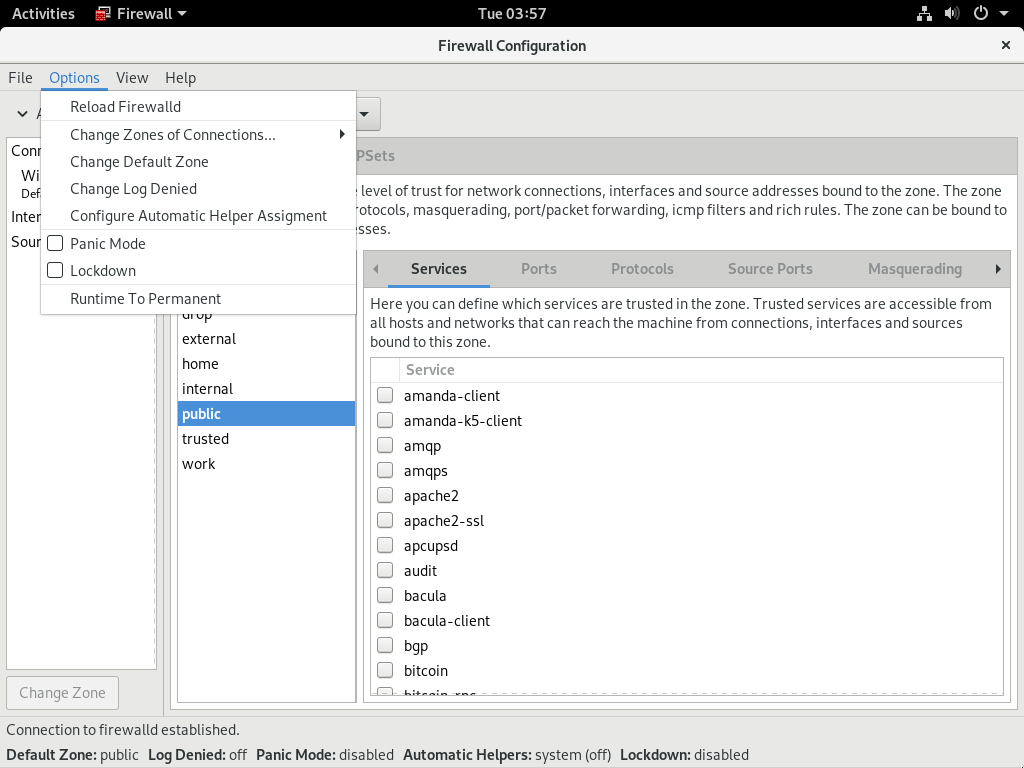 Activities Firewall Tue 03:57
Firewall Configuration
File Options View Help
Reload Firewalld
Change Zones of Connections...
Change Default Zone
Change Log Denied
Configure Automatic Helper Assigment
Panic Mode
Lockdown
Runtime To Permanent
PSets
level of trust for network connections, interfaces and source addresses bound to the zone. The zone
rotocols, masquerading, port/packet forwarding, icmp filters and rich rules. The zone can be bound to
sses.
drop
external
home
internal
public
trusted
work
Services Ports Protocols Source Ports Masquerading
Here you can define which services are trusted in the zone. Trusted services are accessible from
all hosts and networks that can reach the machine from connections, interfaces and sources
bound to this zone.
Service
amanda-client
amanda-k5-client
amqp
amqps
apache2
apache2-ssl
apcupsd
audit
bacula
bacula-client
bgp
bitcoin
bitcoin-rpc
Change Zone
Connection to firewalld established.
Default Zone: public Log Denied: off Panic Mode: disabled Automatic Helpers: system (off) Lockdown: disabled